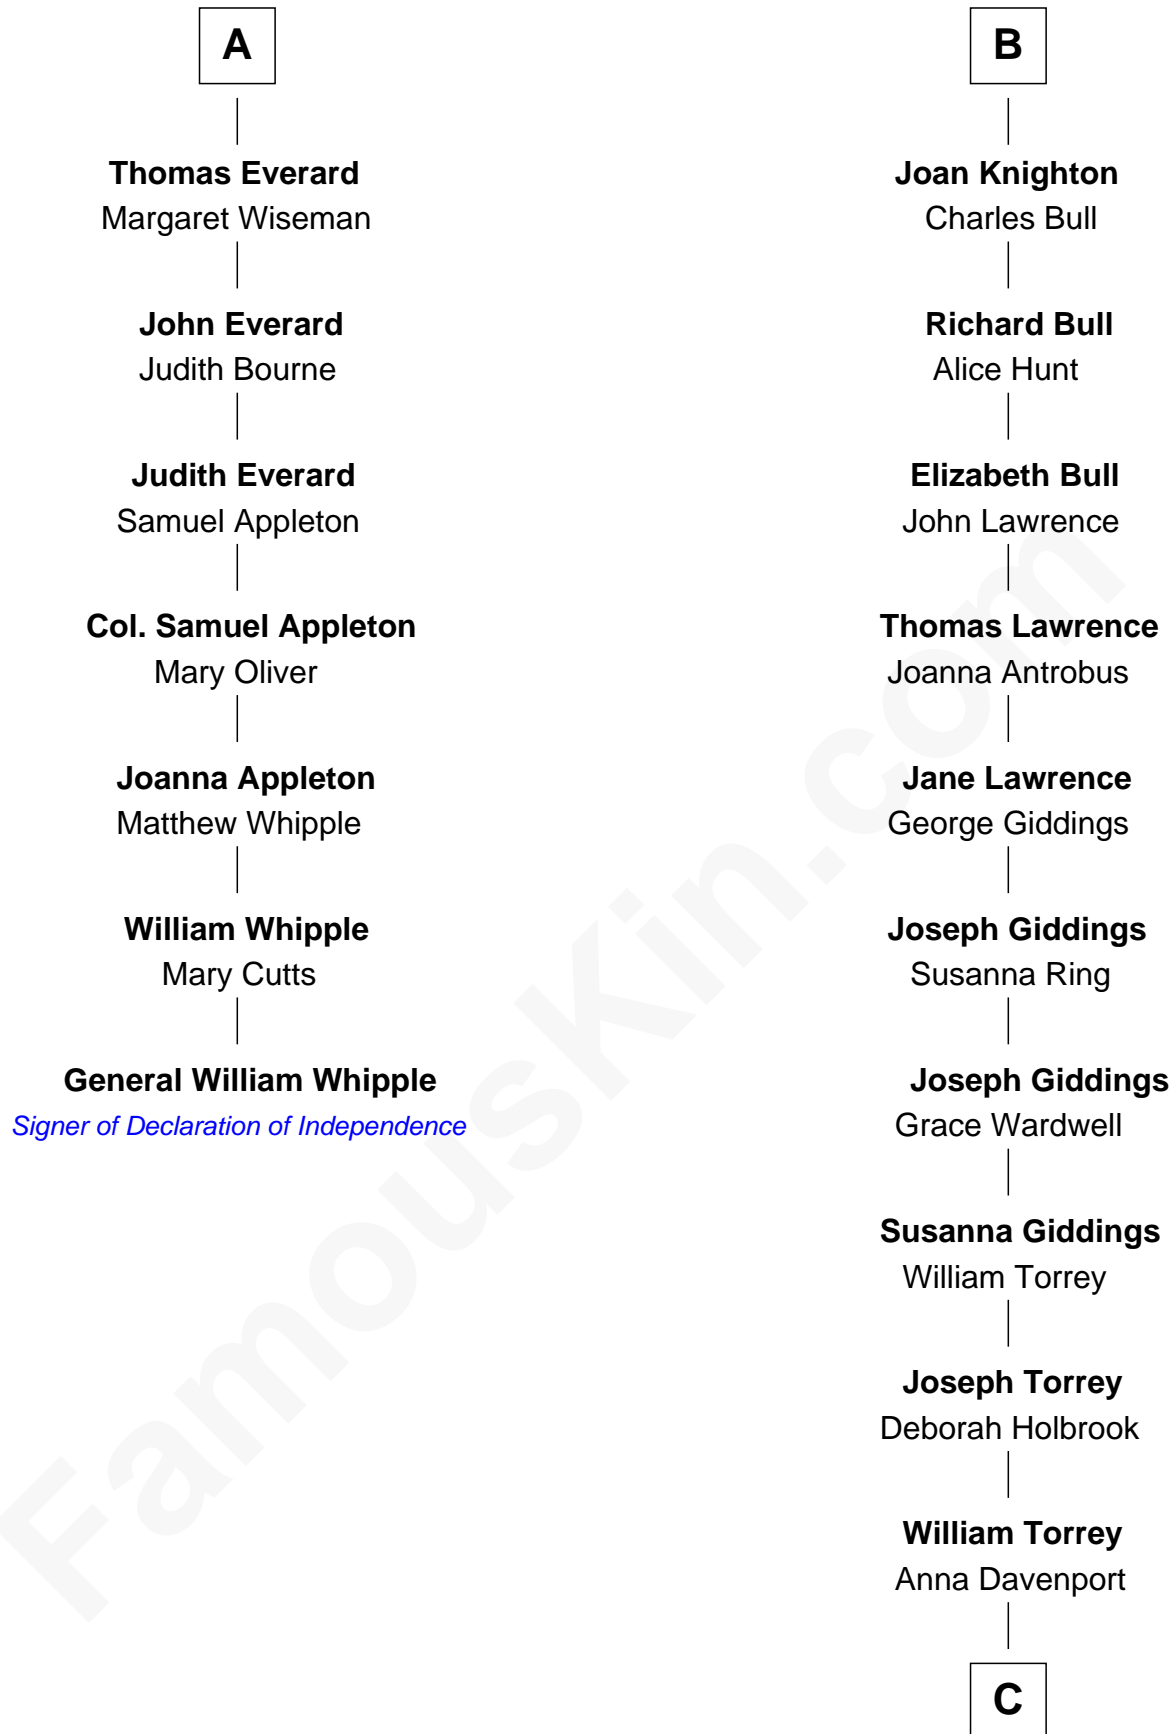 A
Thomas Everard
Margaret Wiseman
John Everard
Judith Bourne
Judith Everard
Samuel Appleton
Col. Samuel Appleton
Mary Oliver
Joanna Appleton
Matthew Whipple
William Whipple
Mary Cutts
General William Whipple
Signer of Declaration of Independence
B
Joan Knighton
Charles Bull
Richard Bull
Alice Hunt
Elizabeth Bull
John Lawrence
Thomas Lawrence
Joanna Antrobus
Jane Lawrence
George Giddings
Joseph Giddings
Susanna Ring
Joseph Giddings
Grace Wardwell
Susanna Giddings
William Torrey
Joseph Torrey
Deborah Holbrook
William Torrey
Anna Davenport
C
FamousKin.com